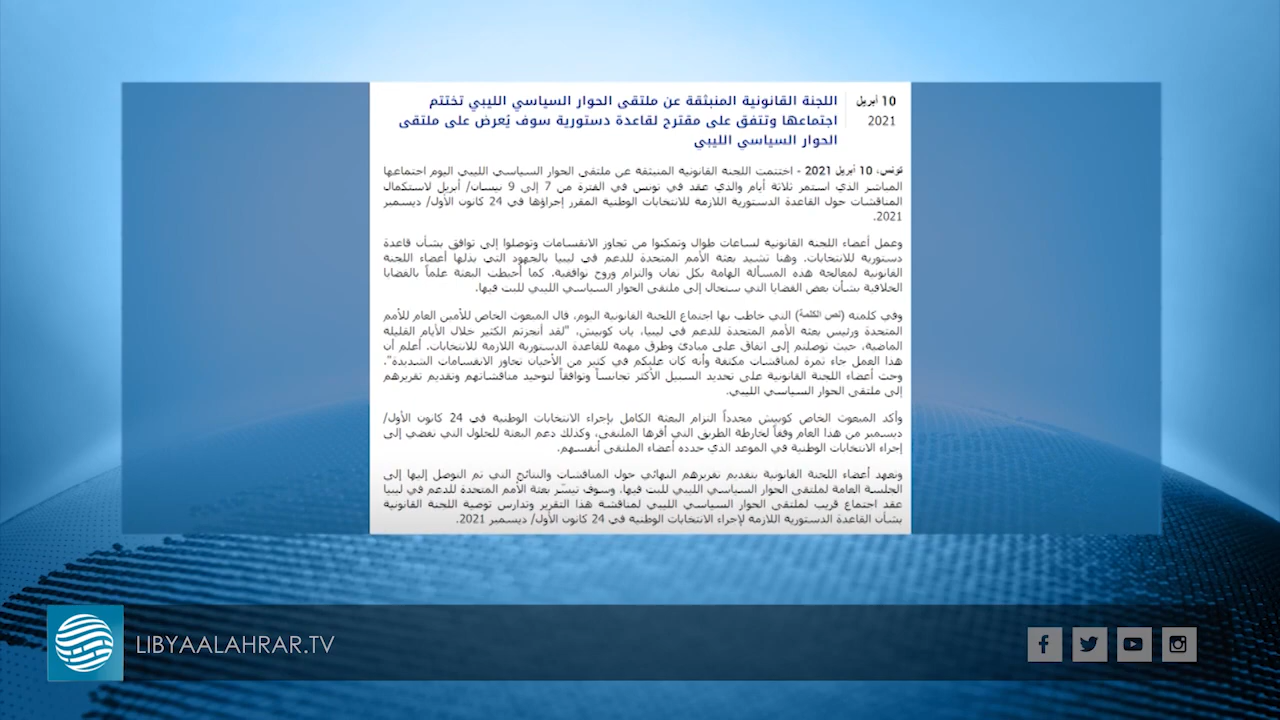 10 أبريل
2021
اللجنة القانونية المنبثقة عن ملتقى الحوار السياسي الليبي تختتم
اجتماعها وتتفق على مقترح لقاعدة دستورية سوف يُعرض على ملتقى
الحوار السياسي الليبي
تونس، 10 أبريل 2021 - اختتمت اللجنة القانونية المنبثقة عن ملتقى الحوار السياسي الليبي اليوم اجتماعها
المباشر الذي استمر ثلاثة أيام والذي عقد في تونس في الفترة من 7 إلى 9 نيسان/ أبريل لاستكمال
المناقشات حول القاعدة الدستورية اللازمة للانتخابات الوطنية المقرر إجراؤها في 24 كانون الأول/ ديسمبر
2021.
وعمل أعضاء اللجنة القانونية لساعات طوال وتمكنوا من تجاوز الانقسامات وتوصلوا إلى توافق بشأن قاعدة
دستورية للانتخابات. وهنا تشيد بعثة الأمم المتحدة للدعم في ليبيا بالجهود التي بذلها أعضاء اللجنة
القانونية لمعالجة هذه المسألة الهامة بكل تفان والتزام وروح توافقية. كما أحيطت البعثة علماً بالقضايا
الخلافية بشأن بعض القضايا التي ستحال إلى ملتقى الحوار السياسي الليبي للبت فيها.
وفي كلمته (نص الكلمة) التي خاطب بها اجتماع اللجنة القانونية اليوم، قال المبعوث الخاص للأمين العام للأمم
المتحدة ورئيس بعثة الأمم المتحدة للدعم في ليبيا، يان كوبيش، "لقد أنجزتم الكثير خلال الأيام القليلة
الماضية، حيث توصلتم إلى اتفاق على مبادئ وطرق مهمة للقاعدة الدستورية اللازمة للانتخابات. أعلم أن
هذا العمل جاء ثمرة لمناقشات مكثفة وأنه كان عليكم في كثير من الأحيان تجاوز الانقسامات الشديدة".
وحث أعضاء اللجنة القانونية على تحديد السبيل الأكثر تجانساً وتوافقاً لتوحيد مناقشاتهم وتقديم تقريرهم
إلى ملتقى الحوار السياسي الليبي.
وأكد المبعوث الخاص كوبيش مجدداً التزام البعثة الكامل بإجراء الانتخابات الوطنية في 24 كانون الأول/
ديسمبر من هذا العام وفقاً لخارطة الطريق التي أقرها الملتقى، وكذلك دعم البعثة للحلول التي تفضي إلى
إجراء الانتخابات الوطنية في الموعد الذي حدده أعضاء الملتقى أنفسهم.
وتعهد أعضاء اللجنة القانونية بتقديم تقريرهم النهائي حول المناقشات والنتائج التي تم التوصل إليها إلى
الجلسة العامة لملتقى الحوار السياسي الليبي للبت فيها، وسوف تيسّر بعثة الأمم المتحدة للدعم في ليبيا
عقد اجتماع قريب لملتقى الحوار السياسي الليبي لمناقشة هذا التقرير وتدارس توصية اللجنة القانونية
بشأن القاعدة الدستورية اللازمة لإجراء الانتخابات الوطنية في 24 كانون الأول/ ديسمبر 2021.
LIBYAALAHRAR.TV